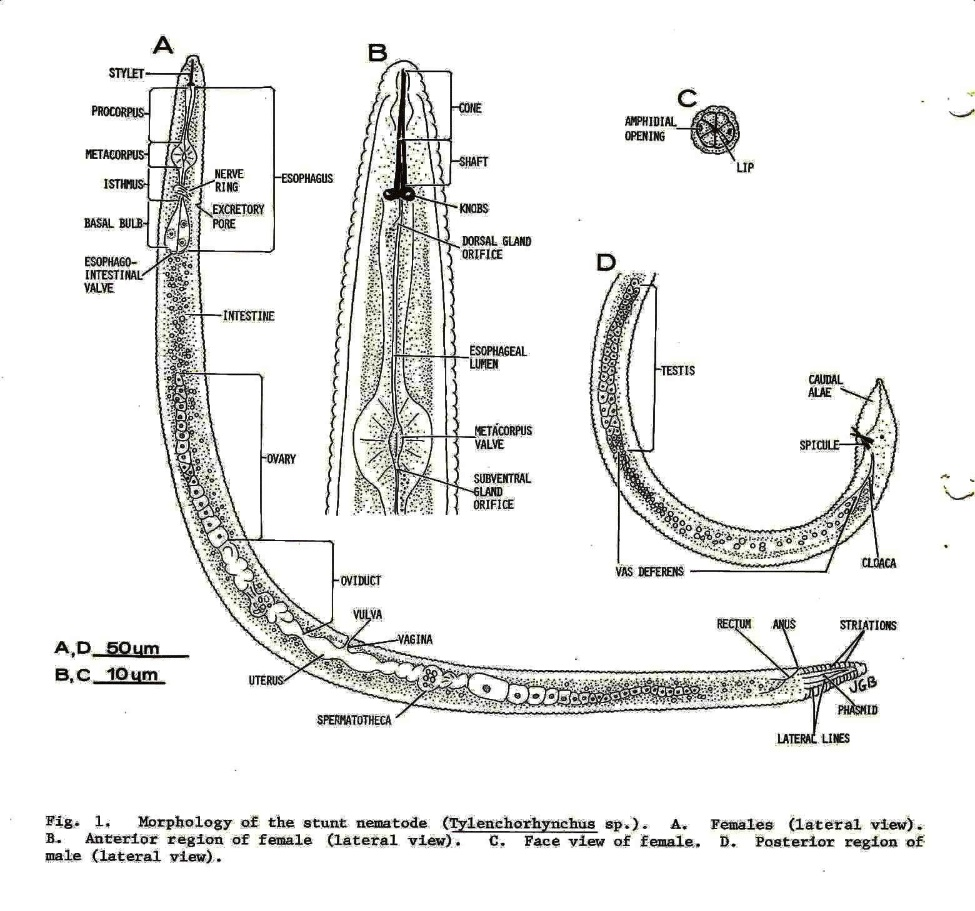 A
STYLET
PROCORPUS
METACORPUS
ISTHMUS
BASAL BULB
ESOPHAGO-
INTESTINAL
VALVE
NERVE
RING
EXCRETORY
PORE
ESOPHAGUS
INTESTINE
OVARY
OVIDUCT
VULVA
VAGINA
UTERUS
SPERMATOTHECA
RECTUM
ANUS
STRIATIONS
JGB
PHASMID
LATERAL LINES
B
CONE
SHAFT
KNOBS
DORSAL GLAND
ORIFICE
ESOPHAGEAL
LUMEN
METACORPUS
VALVE
SUBVENTRAL
GLAND
ORIFICE
C
AMPHIDIAL
OPENING
LIP
D
TESTIS
CAUDAL
ALAE
SPICULE
VAS DEFERENS
CLOACA
A,D 50um
B,C 10um
Fig. 1. Morphology of the stunt nematode (Tylenchorhynchus sp.). A. Females (lateral view).
B. Anterior region of female (lateral view). C. Face view of female. D. Posterior region of
male (lateral view).